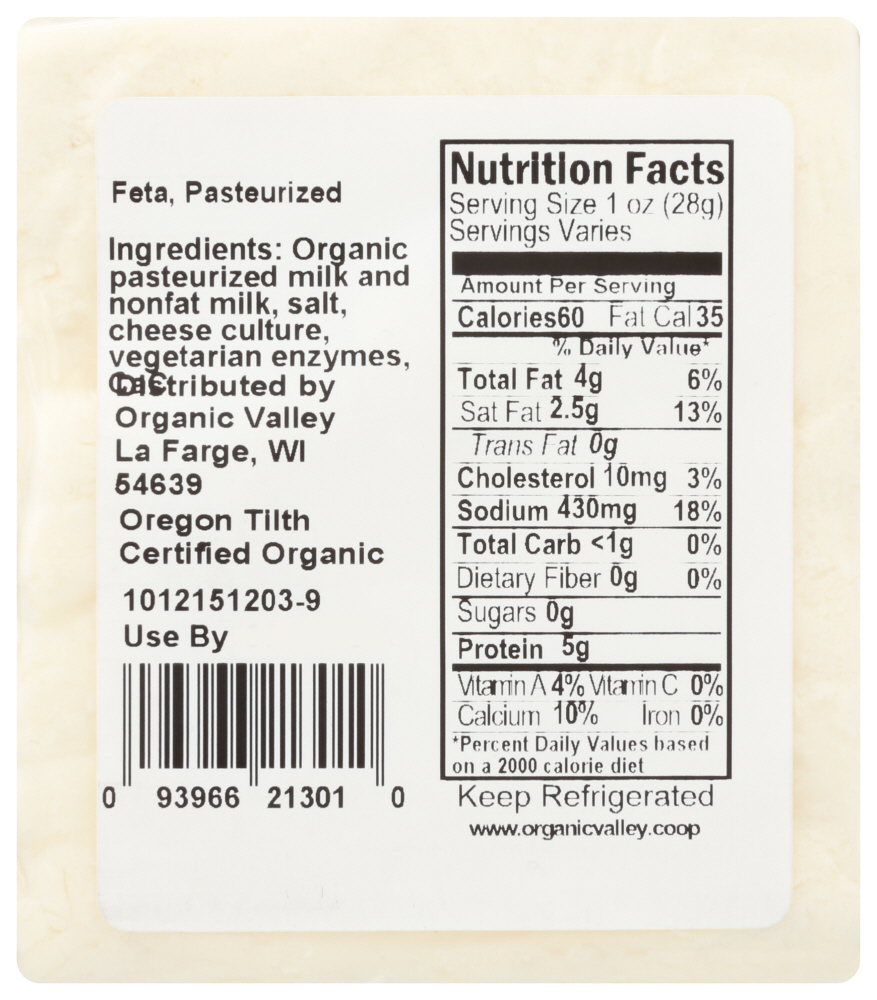 Feta, Pasteurized
Ingredients: Organic
pasteurized milk and
nonfat milk, salt,
cheese culture,
vegetarian enzymes,
Distributed by
Organic Valley
La Farge, WI
54639
Oregon Tilth
Certified Organic
1012151203-9
Use By
0 93966 21301 0
Nutrition Facts
Serving Size 1 oz (28g)
Servings Varies
Amount Per Serving
Calories60 Fat Cal 35
% Daily Value*
Total Fat 4g 6%
Sat Fat 2.5g 13%
Trans Fat 0g
Cholesterol 10mg 3%
Sodium 430mg 18%
Total Carb <1g 0%
Dietary Fiber 0g 0%
Sugars 0g
Protein 5g
Vitamin A 4% Vitamin C 0%
Calcium 10% Iron 0%
*Percent Daily Values based
on a 2000 calorie diet
Keep Refrigerated
www.organicvalley.coop